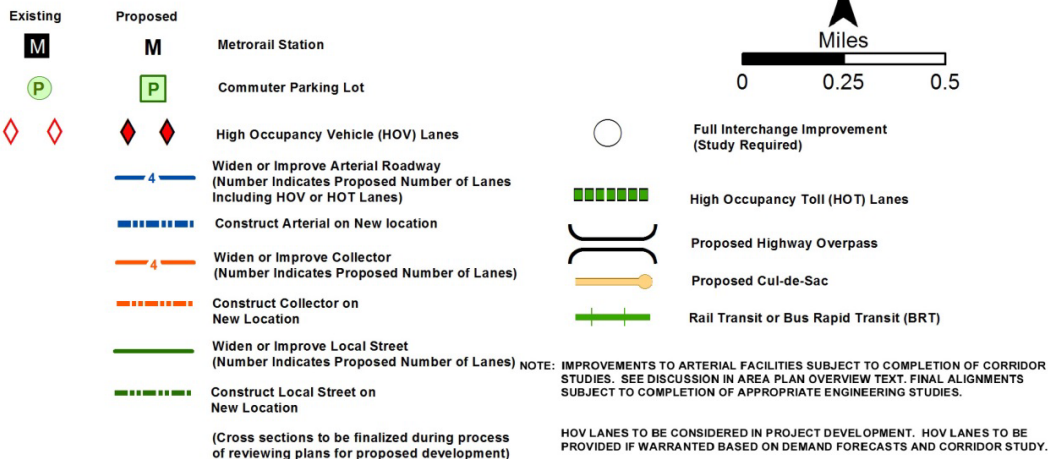 Existing
Proposed
M
M
Metrorail Station
P
P
Commuter Parking Lot
High Occupancy Vehicle (HOV) Lanes
4
Widen or Improve Arterial Roadway
(Number Indicates Proposed Number of Lanes
Including HOV or HOT Lanes)
Construct Arterial on New location
4
Widen or Improve Collector
(Number Indicates Proposed Number of Lanes)
Construct Collector on
New Location
Widen or Improve Local Street
(Number Indicates Proposed Number of Lanes)
Construct Local Street on
New Location
(Cross sections to be finalized during process
of reviewing plans for proposed development)
Miles
0 0.25 0.5
Full Interchange Improvement
(Study Required)
High Occupancy Toll (HOT) Lanes
Proposed Highway Overpass
Proposed Cul-de-Sac
Rail Transit or Bus Rapid Transit (BRT)
NOTE: IMPROVEMENTS TO ARTERIAL FACILITIES SUBJECT TO COMPLETION OF CORRIDOR
STUDIES. SEE DISCUSSION IN AREA PLAN OVERVIEW TEXT. FINAL ALIGNMENTS
SUBJECT TO COMPLETION OF APPROPRIATE ENGINEERING STUDIES.
HOV LANES TO BE CONSIDERED IN PROJECT DEVELOPMENT. HOV LANES TO BE
PROVIDED IF WARRANTED BASED ON DEMAND FORECASTS AND CORRIDOR STUDY.